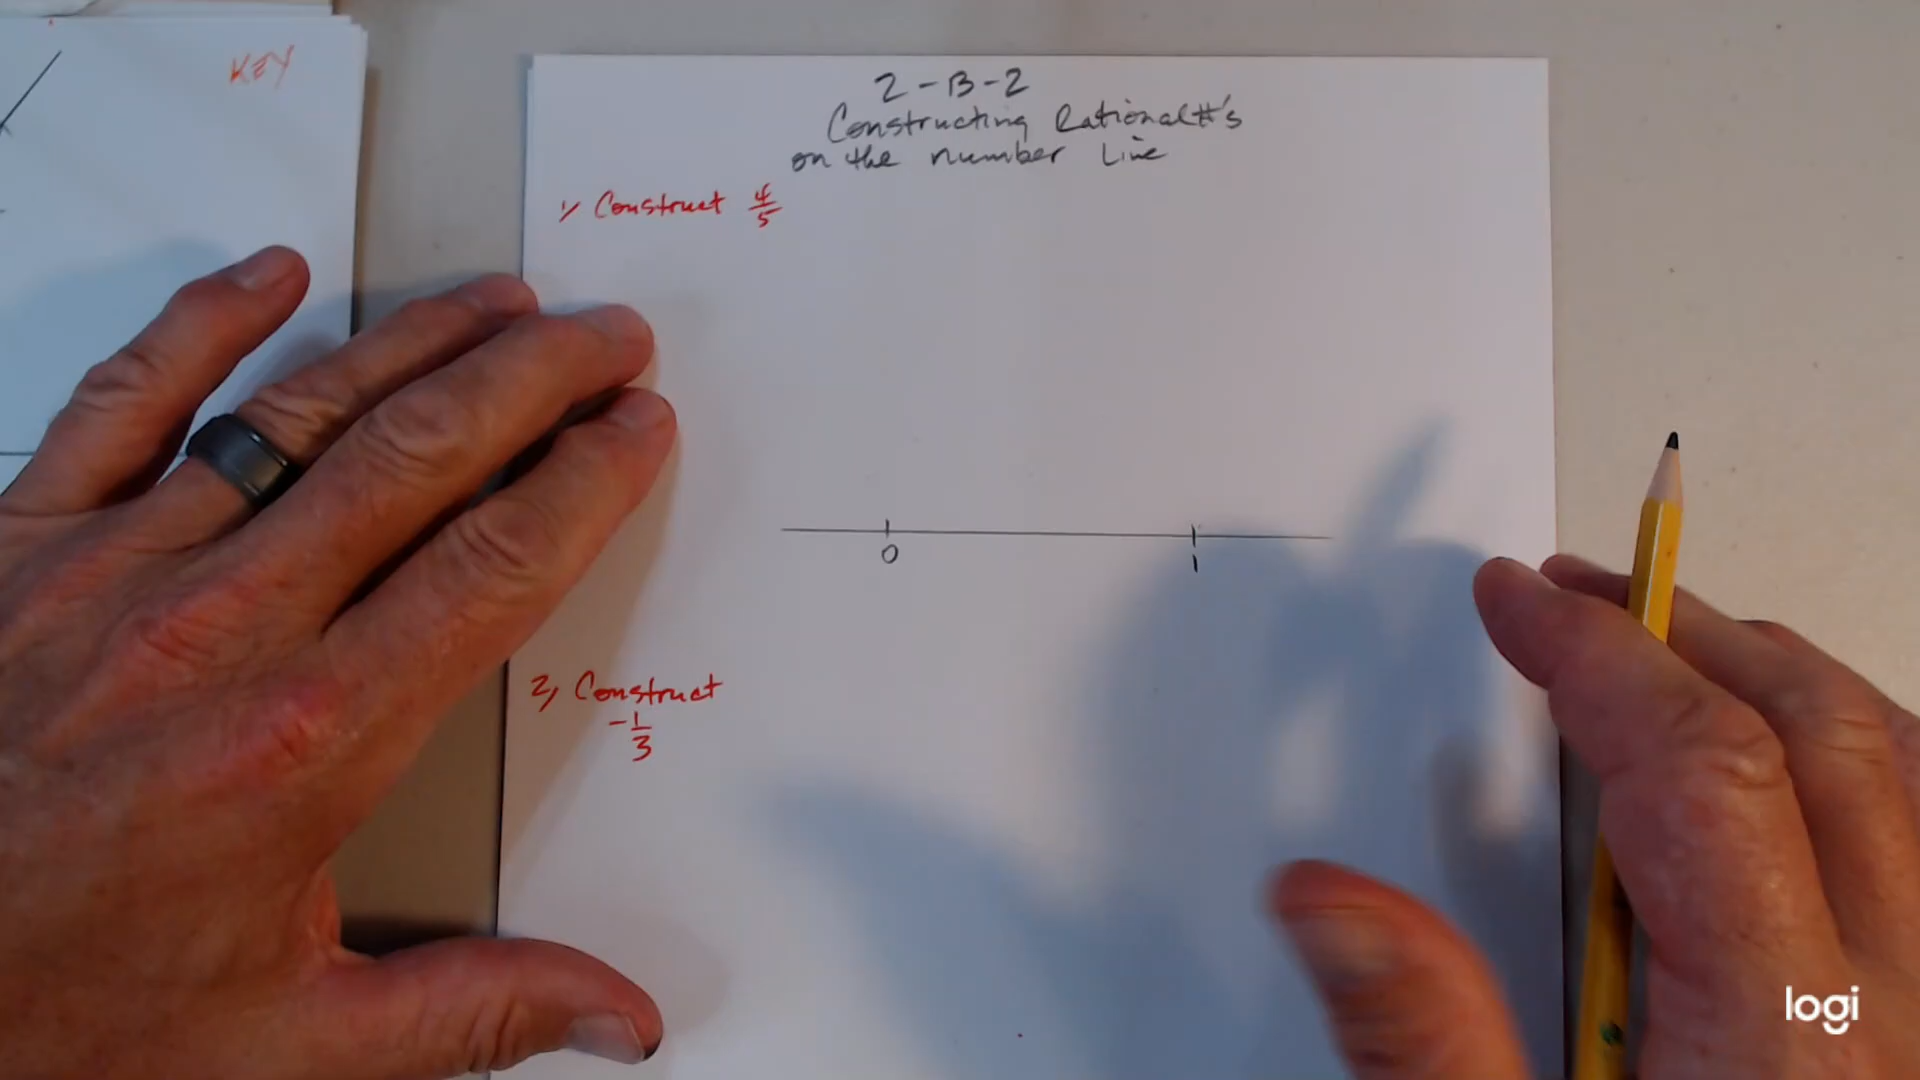 KEY
2-B-2
Constructing Rational #'s
on the number Line
1, Construct 4/5
0 1
2, Construct
-1/3
logi